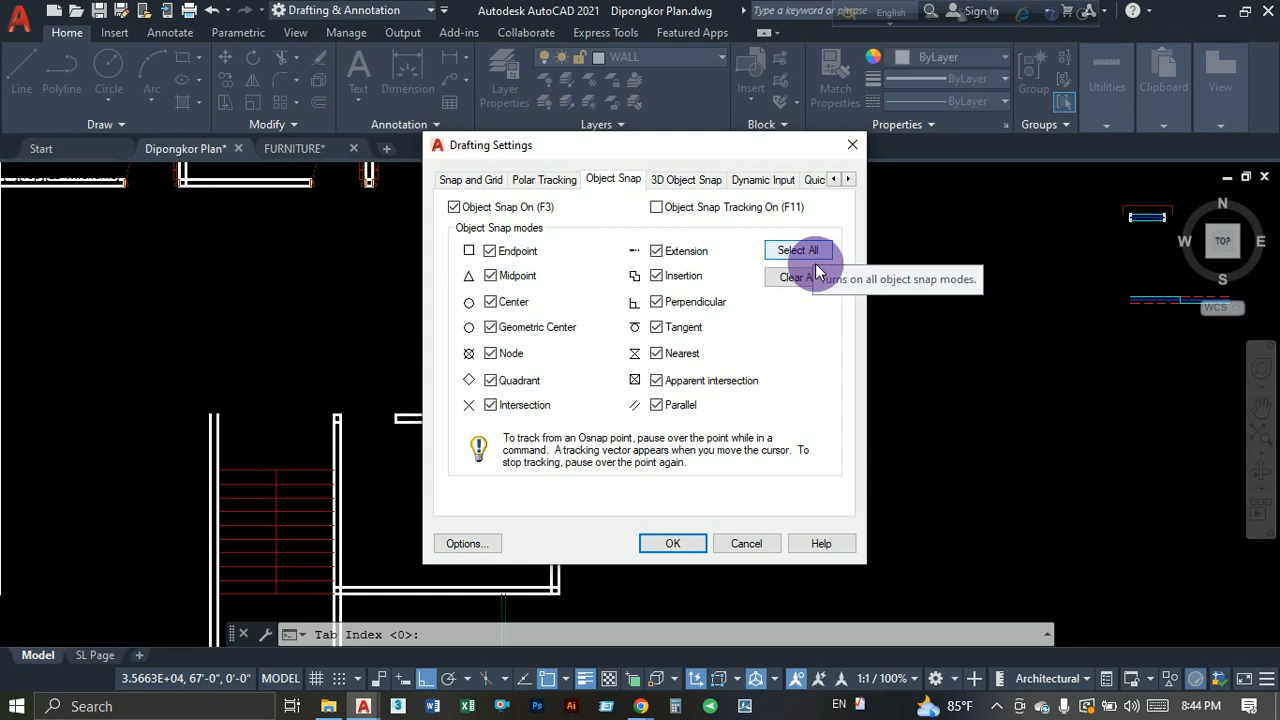 Drafting & Annotation
Autodesk AutoCAD 2021 Dipongkor Plan.dwg
Type a keyword or phrase
English
Sign In
Home Insert Annotate Parametric View Manage Output Add-ins Collaborate Express Tools Featured Apps
WALL
ByLayer
Line Polyline Circle Arc Text Dimension Layer Properties Insert Match Properties Group Utilities Clipboard View
ByLayer
ByLayer
Draw Modify Annotation Layers Block Properties Groups
Start Dipongkor Plan* FURNITURE*
Drafting Settings
Snap and Grid Polar Tracking Object Snap 3D Object Snap Dynamic Input Quic
Object Snap On (F3) Object Snap Tracking On (F11)
Object Snap modes
Endpoint Extension Select All
Midpoint Insertion Clear A
turns on all object snap modes.
Center Perpendicular
Geometric Center Tangent
Node Nearest
Quadrant Apparent intersection
Intersection Parallel
To track from an Osnap point, pause over the point while in a
command. A tracking vector appears when you move the cursor. To
stop tracking, pause over the point again.
Options... OK Cancel Help
N
W TOP E
S
WCS
Tab Index <0>:
Model SL Page
3.5663E+04, 67'-0", 0'-0" MODEL 1:1 / 100% Architectural
Search
85°F EN 8:44 PM